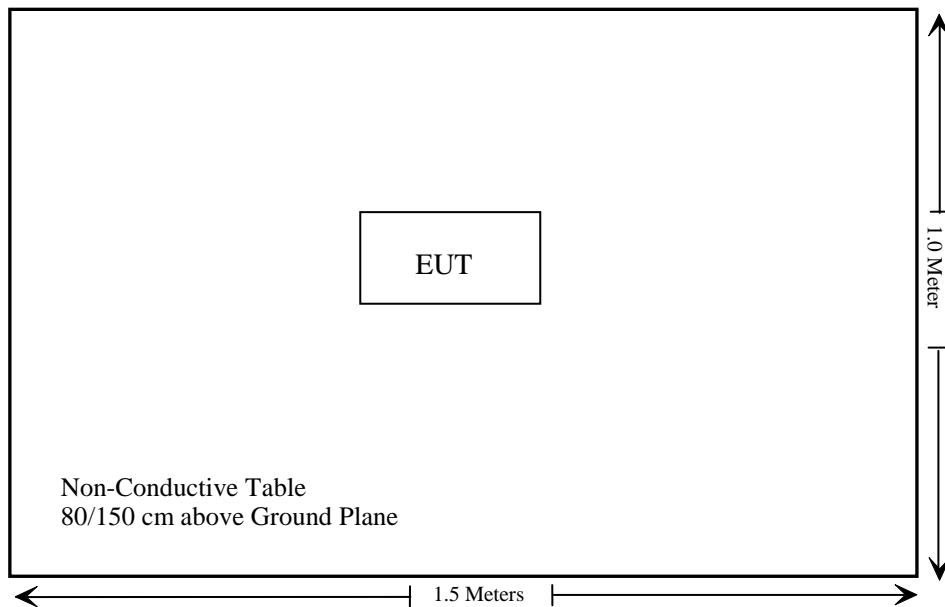 EUT
1.0 Meter
Non-Conductive Table
80/150 cm above Ground Plane
1.5 Meters